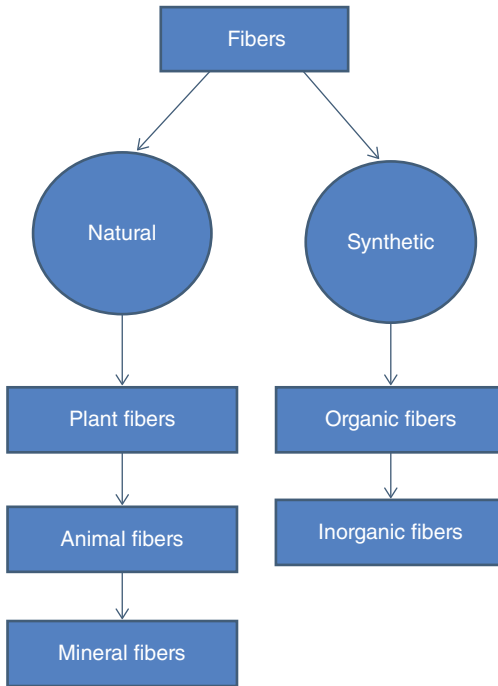 Fibers
Natural
Synthetic
Plant fibers
Organic fibers
Animal fibers
Inorganic fibers
Mineral fibers